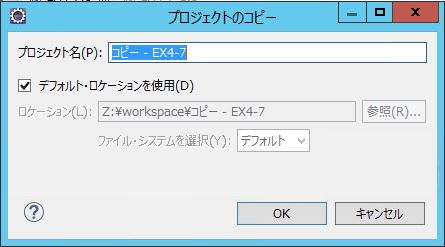 プロジェクトのコピー
プロジェクト名(P): コピー - EX4-7
デフォルト・ロケーションを使用(D)
ロケーション(L): Z:¥workspace¥コピー - EX4-7 参照(R)...
ファイル・システムを選択(Y): デフォルト
OK キャンセル